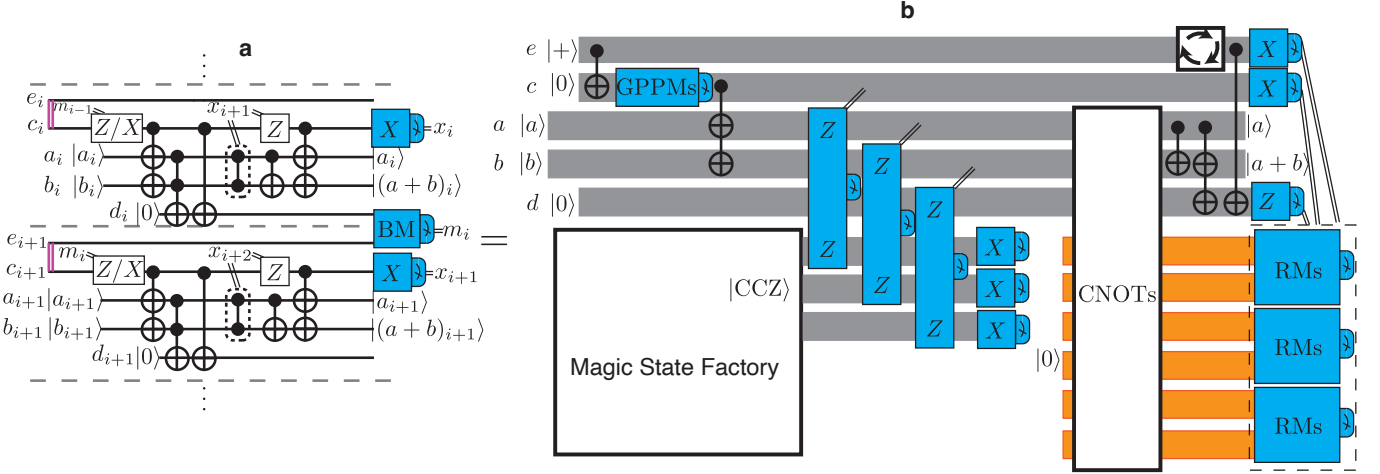 a
⋮
e_i
m_{i-1}
x_{i+1}
c_i
Z/X
Z
X
=x_i
a_i |a_i⟩
|a_i⟩
b_i |b_i⟩
|(a+b)_i⟩
d_i|0⟩
BM
=m_i
e_{i+1}
m_i
x_{i+2}
c_{i+1}
Z/X
Z
X
=x_{i+1}
a_{i+1}|a_{i+1}⟩
|a_{i+1}⟩
b_{i+1}|b_{i+1}⟩
|(a+b)_{i+1}⟩
d_{i+1}|0⟩
⋮
=
b
e |+⟩
X
c |0⟩
GPPMs
X
a |a⟩
Z
|a⟩
b |b⟩
Z
|a+b⟩
d |0⟩
Z
Z
Z
Z
Z
X
RMs
|CCZ⟩
X
CNOTs
X
RMs
Magic State Factory
|0⟩
RMs